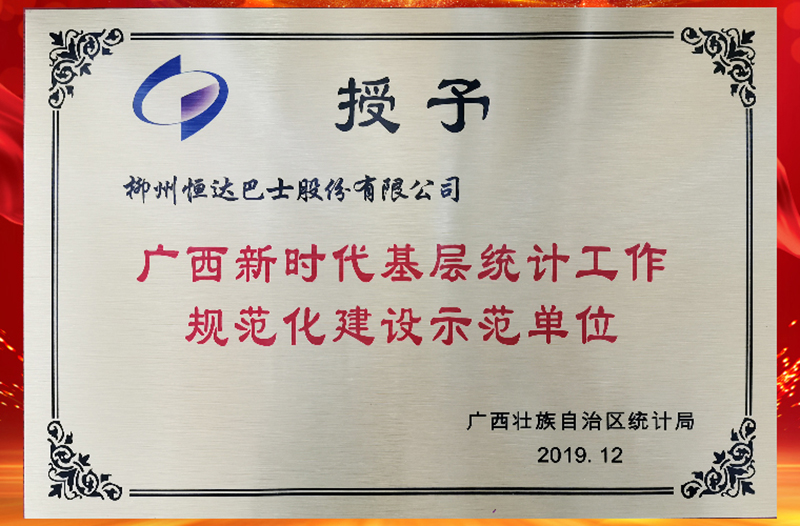 授予
柳州恒达巴士股份有限公司
广西新时代基层统计工作
规范化建设示范单位
广西壮族自治区统计局
2019.12